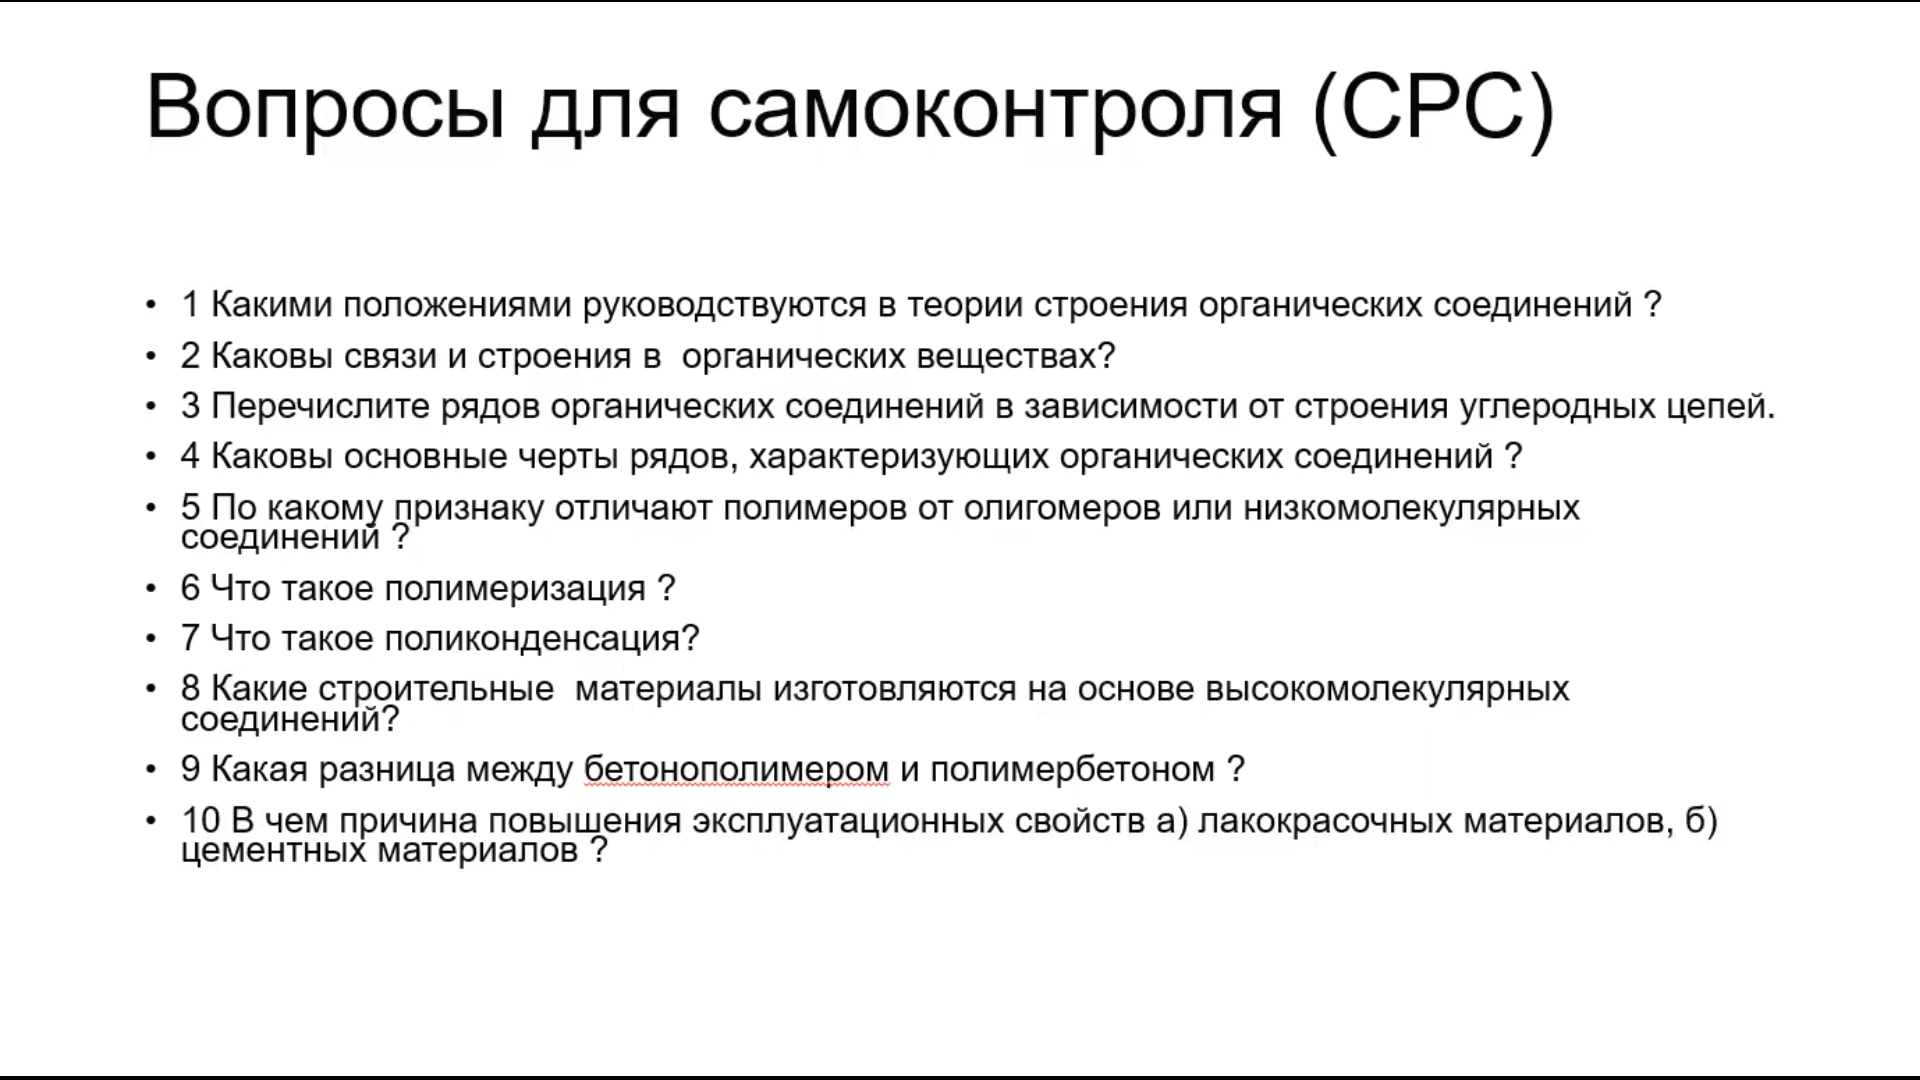 Вопросы для самоконтроля (СРС)
• 1 Какими положениями руководствуются в теории строения органических соединений ?
• 2 Каковы связи и строения в  органических веществах?
• 3 Перечислите рядов органических соединений в зависимости от строения углеродных цепей.
• 4 Каковы основные черты рядов, характеризующих органических соединений ?
• 5 По какому признаку отличают полимеров от олигомеров или низкомолекулярных
соединений ?
• 6 Что такое полимеризация ?
• 7 Что такое поликонденсация?
• 8 Какие строительные  материалы изготовляются на основе высокомолекулярных
соединений?
• 9 Какая разница между бетонополимером и полимербетоном ?
• 10 В чем причина повышения эксплуатационных свойств а) лакокрасочных материалов, б)
цементных материалов ?